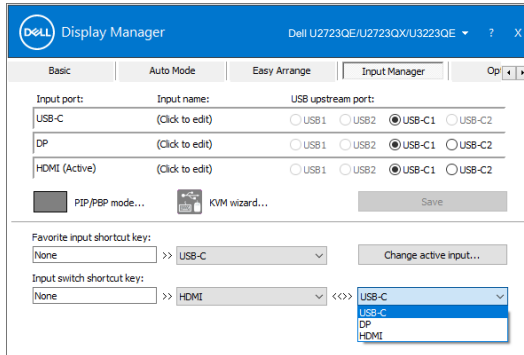 DELL Display Manager Dell U2723QE/U2723QX/U3223QE ? X
Basic Auto Mode Easy Arrange Input Manager
Input port: Input name: USB upstream port:
USB-C (Click to edit) USB1 USB2 USB-C1 USB-C2
DP (Click to edit) USB1 USB2 USB-C1 USB-C2
HDMI (Active) (Click to edit) USB1 USB2 USB-C1 USB-C2
PIP/PBP mode... KVM wizard... Save
Favorite input shortcut key:
None >> USB-C Change active input...
Input switch shortcut key:
None >> HDMI <<>> USB-C
USB-C
DP
HDMI